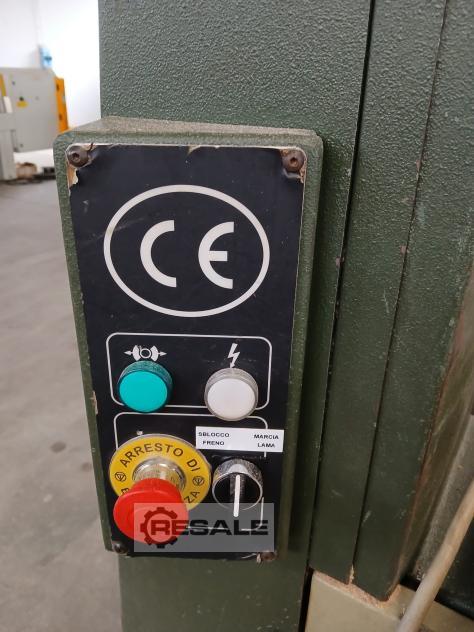 CE
SBLOCCO MARCIA
FRENO LAMA
ARRESTO DI
RESALE